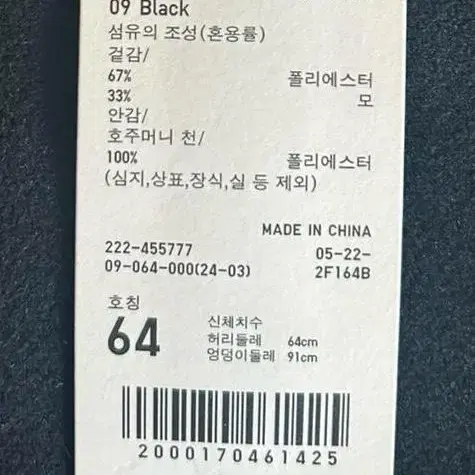 09 Black
섬유의 조성(혼용률)
겉감/
67% 폴리에스터
33% 모
안감/
호주머니 천/
100% 폴리에스터
(심지,상표,장식,실 등 제외)
MADE IN CHINA
222-455777 05-22-
09-064-000(24-03) 2F164B
호칭
64
신체치수
허리둘레 64cm
엉덩이둘레 91cm
2000170461425